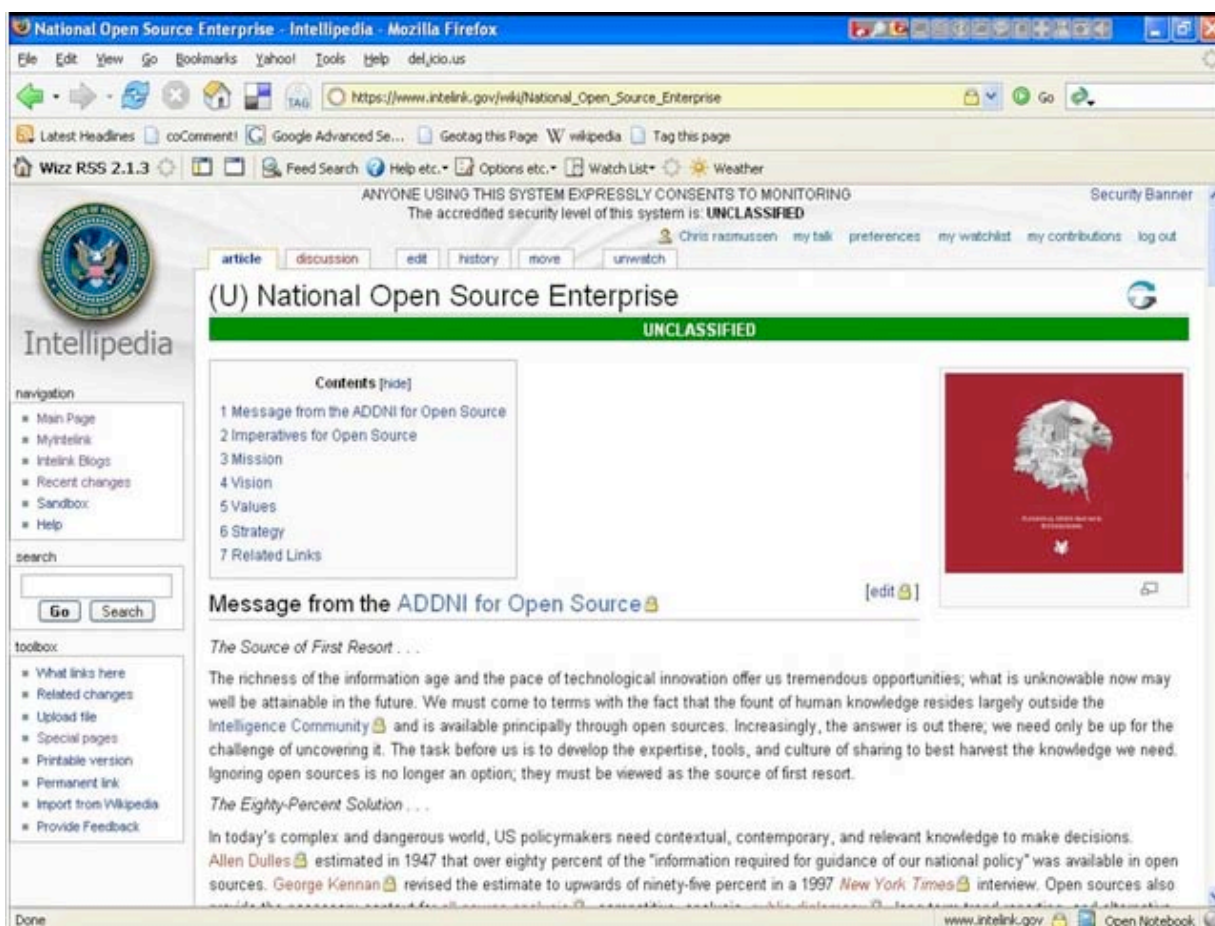 National Open Source Enterprise - Intellipedia - Mozilla Firefox
File Edit View Go Bookmarks Yahoo! Tools Help del.icio.us
TAG https://www.intelink.gov/wiki/National_Open_Source_Enterprise Go
Latest Headlines coComment! Google Advanced Se... Geotag this Page wikipedia Tag this page
Wizz RSS 2.1.3 Feed Search Help etc. Options etc. Watch List Weather
ANYONE USING THIS SYSTEM EXPRESSLY CONSENTS TO MONITORING
Security Banner
The accredited security level of this system is: UNCLASSIFIED
Chris rasmussen my talk preferences my watchlist my contributions log out
article discussion edit history move unwatch
(U) National Open Source Enterprise
UNCLASSIFIED
Intellipedia
navigation
Main Page
MyIntelink
Intelink Blogs
Recent changes
Sandbox
Help
search
Go Search
toolbox
What links here
Related changes
Upload file
Special pages
Printable version
Permanent link
Import from Wikipedia
Provide Feedback
Contents [hide]
1 Message from the ADDNI for Open Source
2 Imperatives for Open Source
3 Mission
4 Vision
5 Values
6 Strategy
7 Related Links
Message from the ADDNI for Open Source
[edit]
The Source of First Resort . . .
The richness of the information age and the pace of technological innovation offer us tremendous opportunities; what is unknowable now may
well be attainable in the future. We must come to terms with the fact that the fount of human knowledge resides largely outside the
Intelligence Community and is available principally through open sources. Increasingly, the answer is out there; we need only be up for the
challenge of uncovering it. The task before us is to develop the expertise, tools, and culture of sharing to best harvest the knowledge we need.
Ignoring open sources is no longer an option; they must be viewed as the source of first resort.
The Eighty-Percent Solution . . .
In today's complex and dangerous world, US policymakers need contextual, contemporary, and relevant knowledge to make decisions.
Allen Dulles estimated in 1947 that over eighty percent of the "information required for guidance of our national policy" was available in open
sources. George Kennan revised the estimate to upwards of ninety-five percent in a 1997 New York Times interview. Open sources also
Done
www.intelink.gov Open Notebook